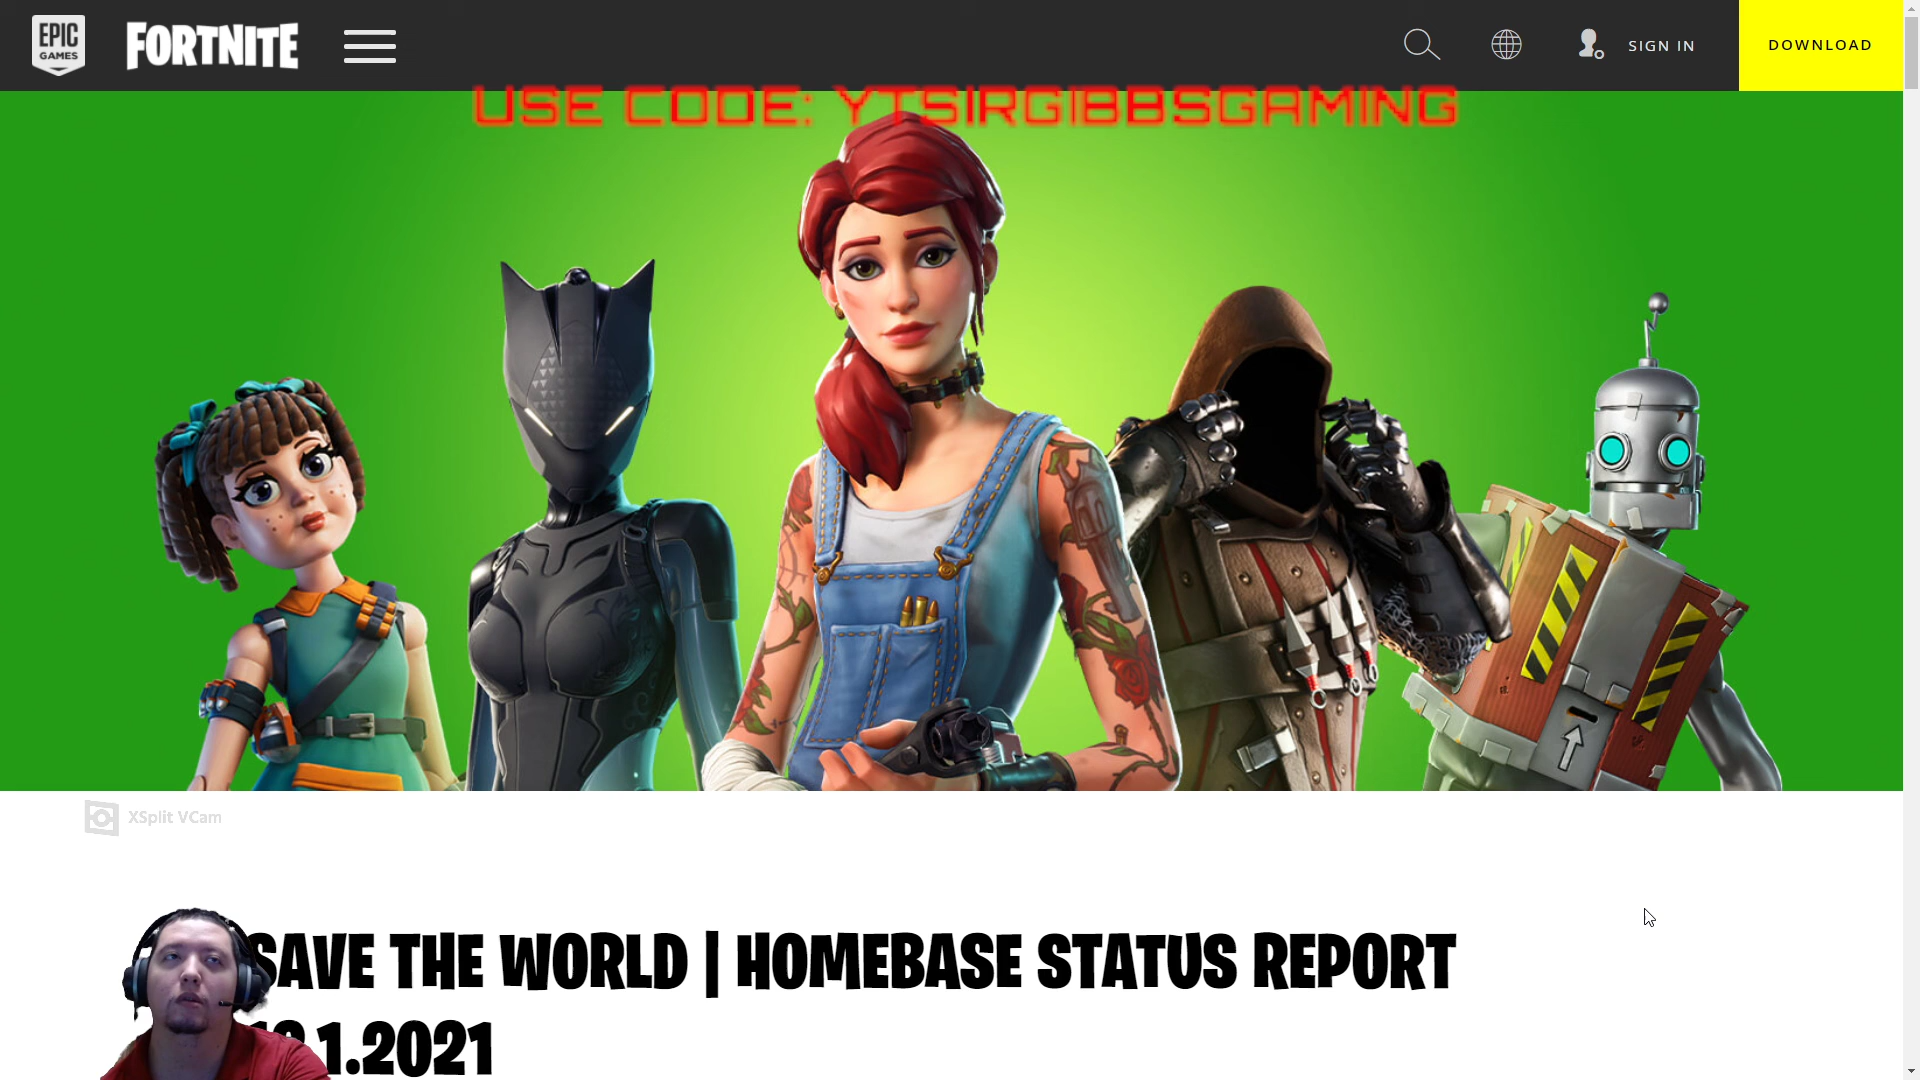 EPIC
GAMES
FORTNITE
SIGN IN
DOWNLOAD
USE CODE: YTSIRGIBBSGAMING
XSplit VCam
SAVE THE WORLD | HOMEBASE STATUS REPORT
.1.2021